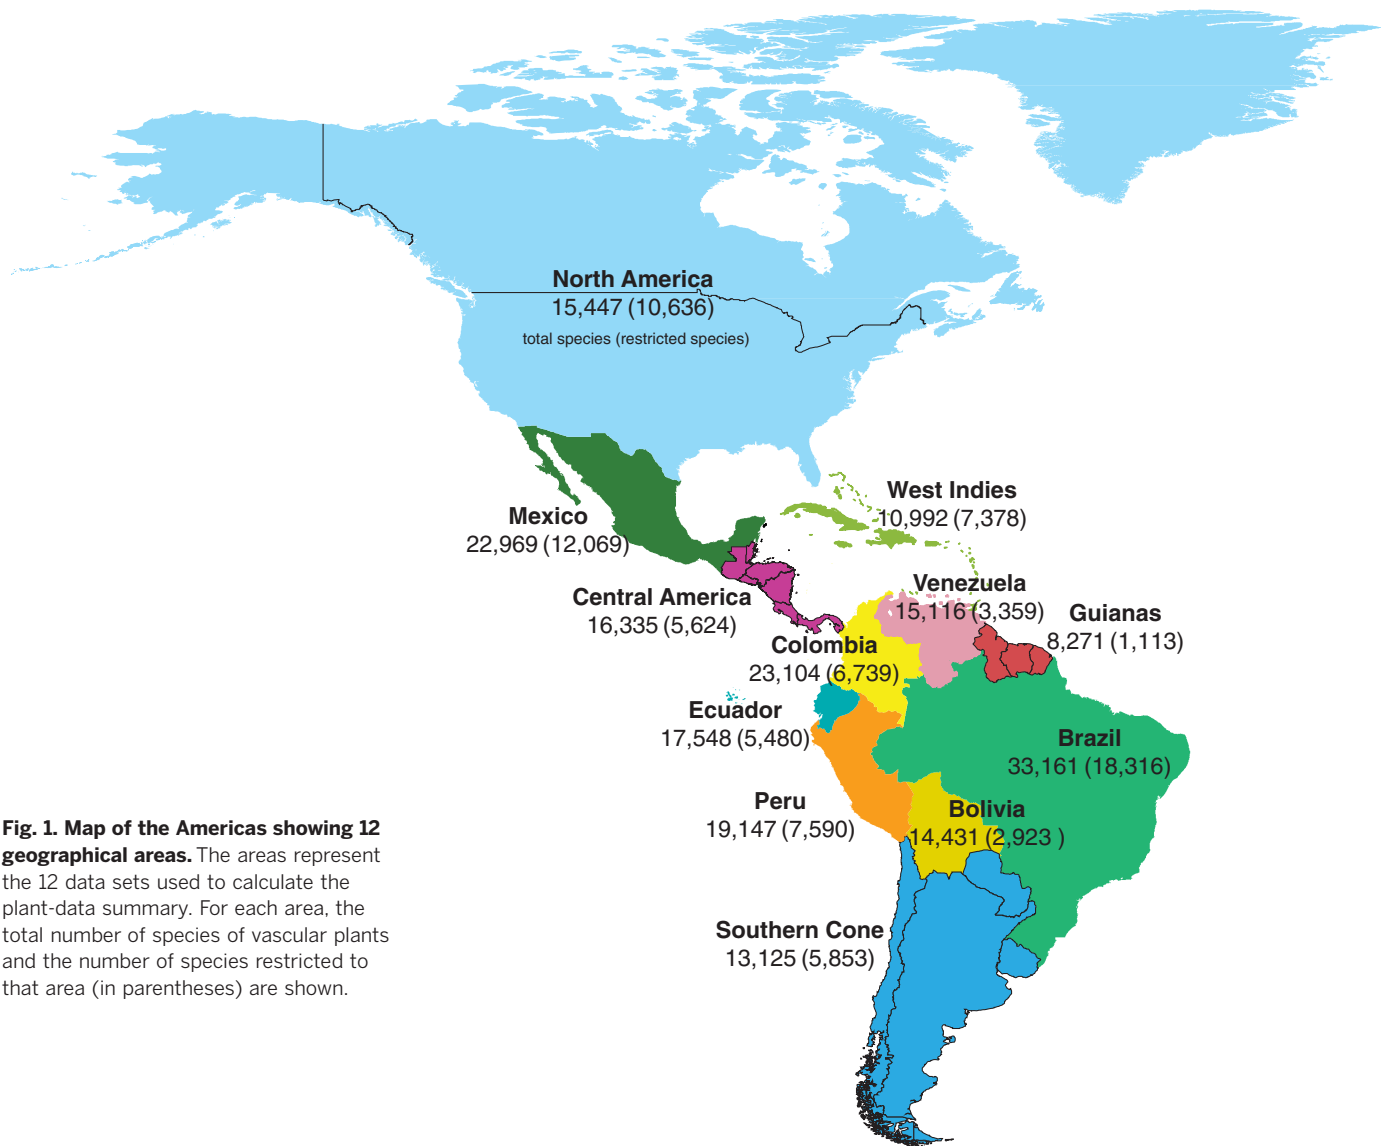 North America
15,447 (10,636)
total species (restricted species)
West Indies
10,992 (7,378)
Mexico
22,969 (12,069)
Venezuela
15,116 (3,359)
Central America
16,335 (5,624)
Guianas
8,271 (1,113)
Colombia
23,104 (6,739)
Ecuador
17,548 (5,480)
Brazil
33,161 (18,316)
Peru
19,147 (7,590)
Bolivia
14,431 (2,923 )
Southern Cone
13,125 (5,853)
Fig. 1. Map of the Americas showing 12
geographical areas. The areas represent
the 12 data sets used to calculate the
plant-data summary. For each area, the
total number of species of vascular plants
and the number of species restricted to
that area (in parentheses) are shown.